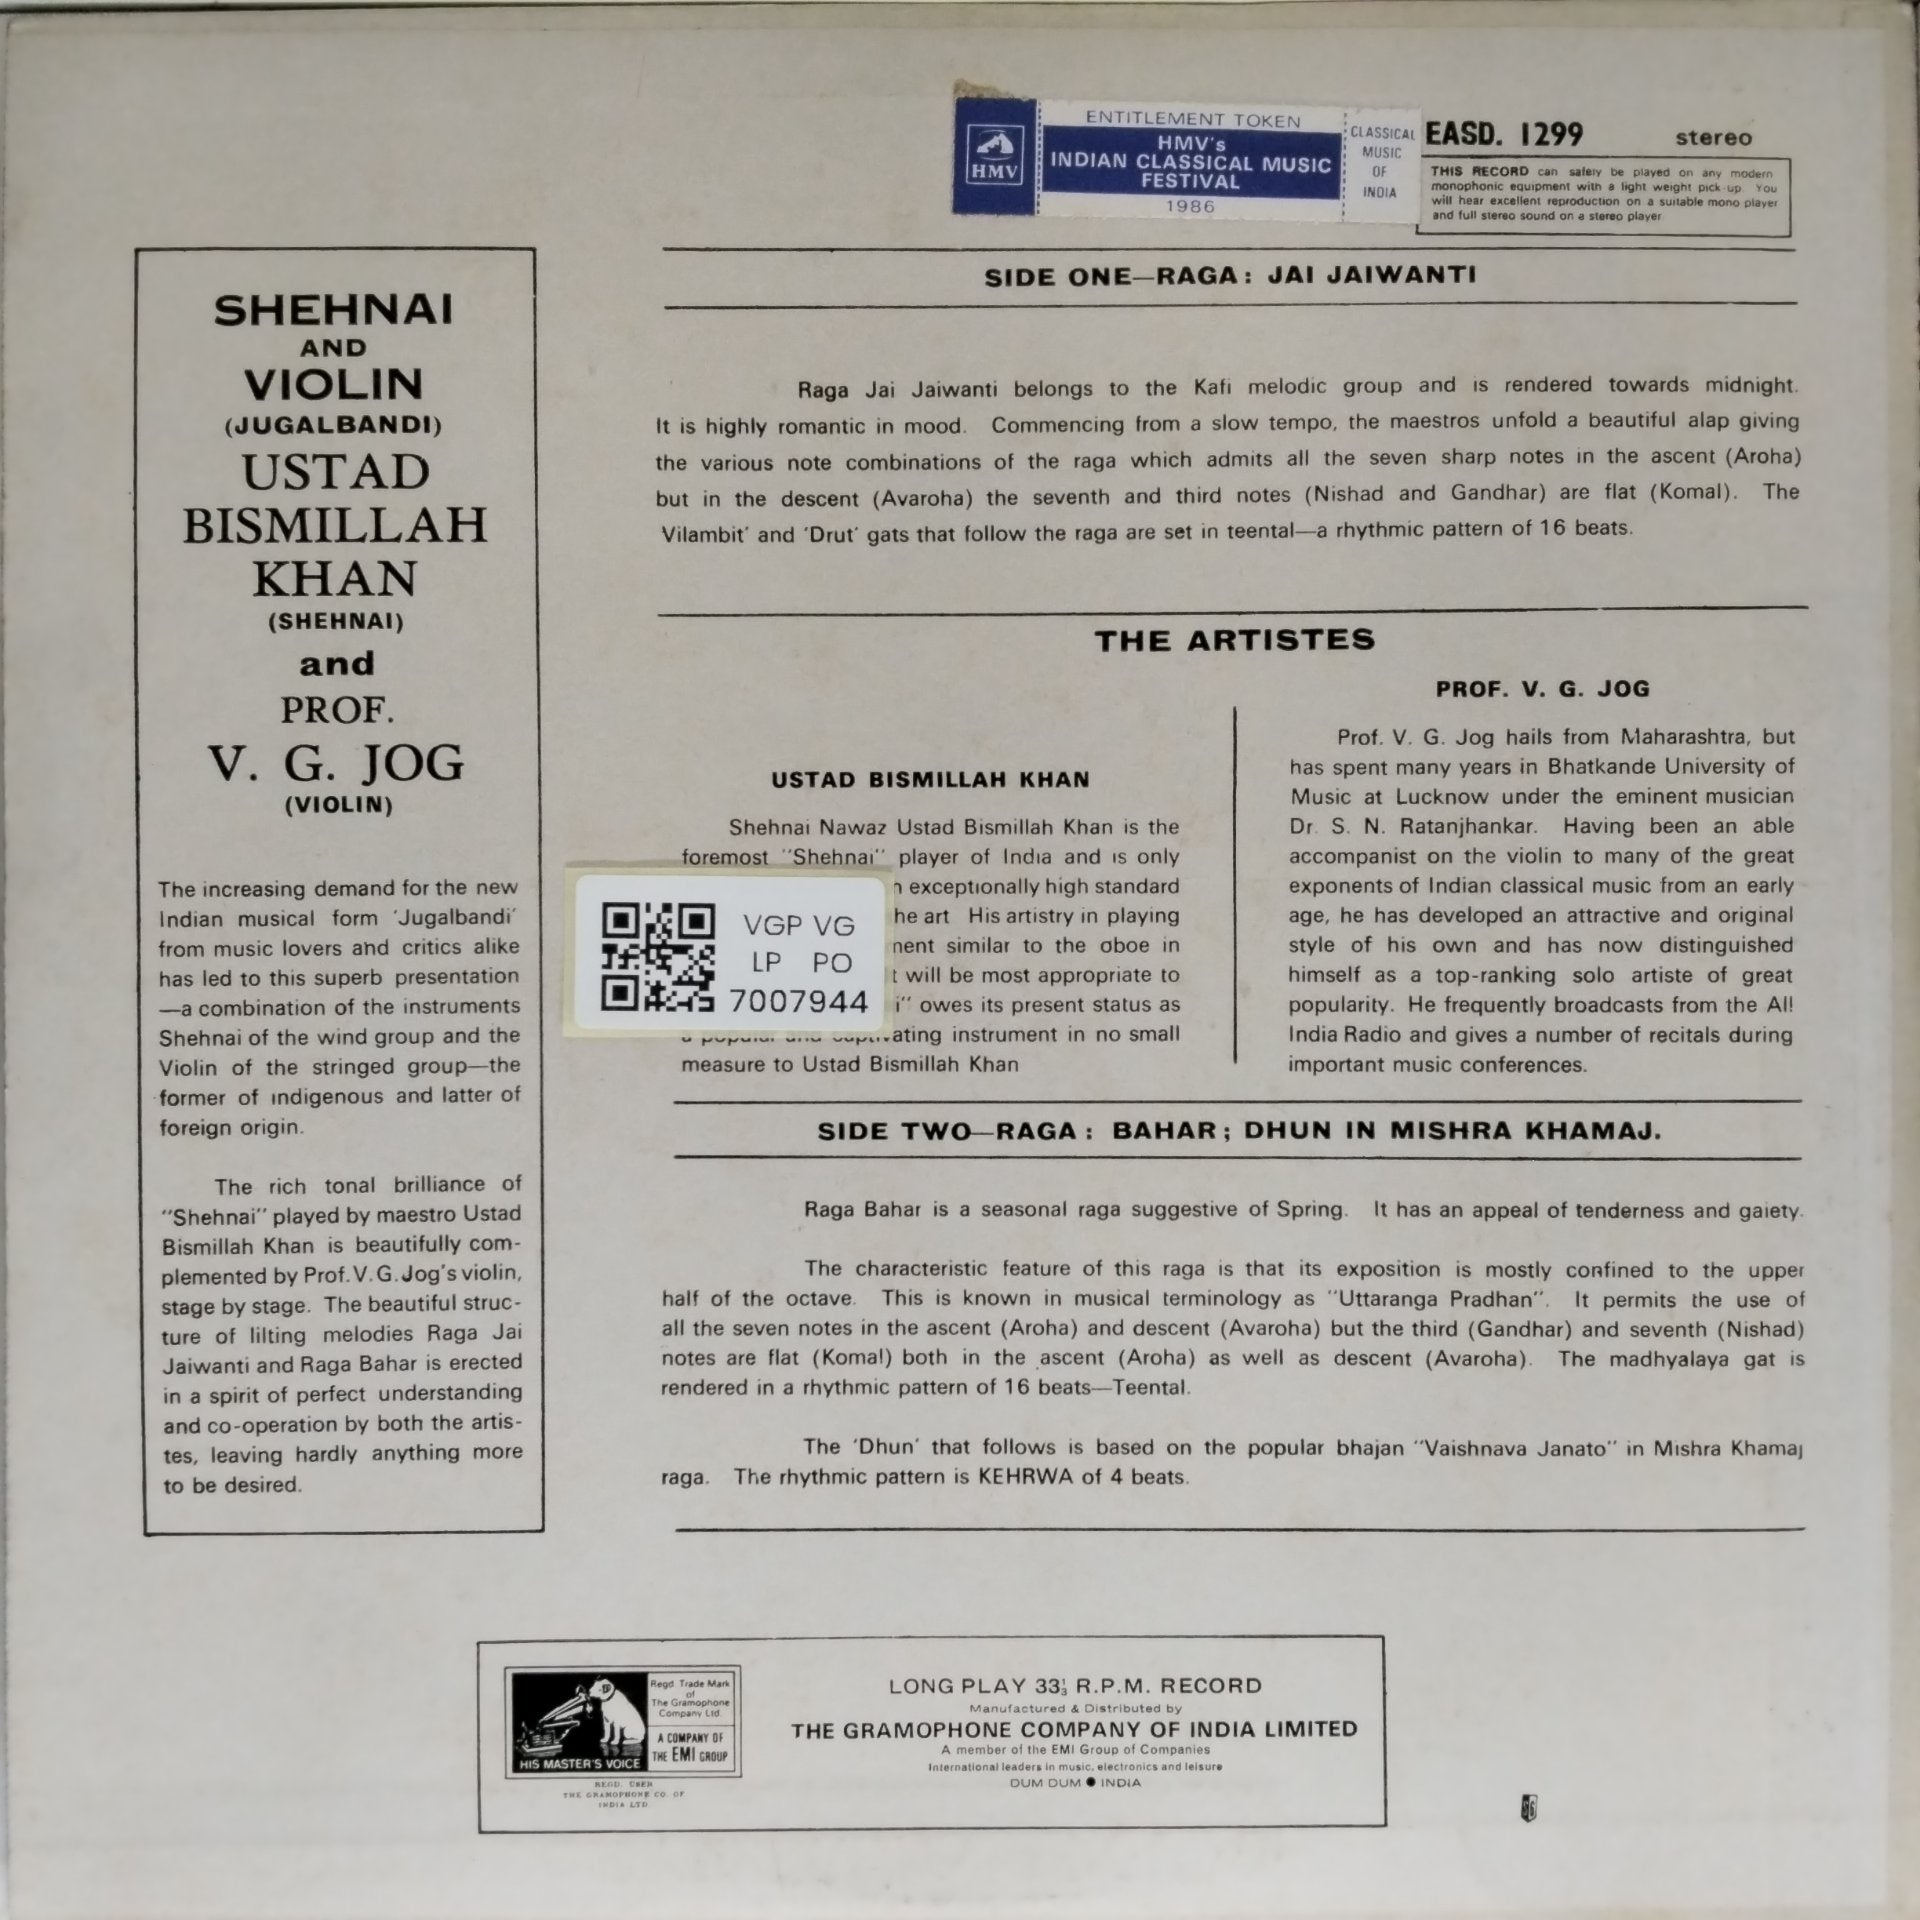 HMV
ENTITLEMENT TOKEN
HMV's
INDIAN CLASSICAL MUSIC
FESTIVAL
1986
CLASSICAL
MUSIC
OF
INDIA
EASD. 1299 stereo
THIS RECORD can safely be played on any modern
monophonic equipment with a light weight pick-up. You
will hear excellent reproduction on a suitable mono player
and full stereo sound on a stereo player
SHEHNAI
AND
VIOLIN
(JUGALBANDI)
USTAD
BISMILLAH
KHAN
(SHEHNAI)
and
PROF.
V. G. JOG
(VIOLIN)
The increasing demand for the new
Indian musical form 'Jugalbandi'
from music lovers and critics alike
has led to this superb presentation
—a combination of the instruments
Shehnai of the wind group and the
Violin of the stringed group—the
former of indigenous and latter of
foreign origin.
The rich tonal brilliance of
"Shehnai" played by maestro Ustad
Bismillah Khan is beautifully com-
plemented by Prof. V. G. Jog's violin,
stage by stage. The beautiful struc-
ture of lilting melodies Raga Jai
Jaiwanti and Raga Bahar is erected
in a spirit of perfect understanding
and co-operation by both the artis-
tes, leaving hardly anything more
to be desired.
SIDE ONE—RAGA: JAI JAIWANTI
Raga Jai Jaiwanti belongs to the Kafi melodic group and is rendered towards midnight.
It is highly romantic in mood. Commencing from a slow tempo, the maestros unfold a beautiful alap giving
the various note combinations of the raga which admits all the seven sharp notes in the ascent (Aroha)
but in the descent (Avaroha) the seventh and third notes (Nishad and Gandhar) are flat (Komal). The
Vilambit' and 'Drut' gats that follow the raga are set in teental—a rhythmic pattern of 16 beats.
THE ARTISTES
USTAD BISMILLAH KHAN
Shehnai Nawaz Ustad Bismillah Khan is the
foremost "Shehnai" player of India and is only
exceptionally high standard
art His artistry in playing
similar to the oboe in
will be most appropriate to
owes its present status as
instrument in no small
measure to Ustad Bismillah Khan
VGP VG
LP PO
7007944
PROF. V. G. JOG
Prof. V. G. Jog hails from Maharashtra, but
has spent many years in Bhatkande University of
Music at Lucknow under the eminent musician
Dr. S. N. Ratanjhankar. Having been an able
accompanist on the violin to many of the great
exponents of Indian classical music from an early
age, he has developed an attractive and original
style of his own and has now distinguished
himself as a top-ranking solo artiste of great
popularity. He frequently broadcasts from the All
India Radio and gives a number of recitals during
important music conferences.
SIDE TWO—RAGA: BAHAR; DHUN IN MISHRA KHAMAJ.
Raga Bahar is a seasonal raga suggestive of Spring. It has an appeal of tenderness and gaiety.
The characteristic feature of this raga is that its exposition is mostly confined to the upper
half of the octave. This is known in musical terminology as "Uttaranga Pradhan". It permits the use of
all the seven notes in the ascent (Aroha) and descent (Avaroha) but the third (Gandhar) and seventh (Nishad)
notes are flat (Komal) both in the ascent (Aroha) as well as descent (Avaroha). The madhyalaya gat is
rendered in a rhythmic pattern of 16 beats—Teental.
The 'Dhun' that follows is based on the popular bhajan "Vaishnava Janato" in Mishra Khamaj
raga. The rhythmic pattern is KEHRWA of 4 beats.
HIS MASTER'S VOICE
Regd. Trade Mark
of
The Gramophone
Company Ltd.
A COMPANY OF
THE EMI GROUP
REGD. USER
THE GRAMOPHONE CO. OF
INDIA LTD.
LONG PLAY 33⅓ R.P.M. RECORD
Manufactured & Distributed by
THE GRAMOPHONE COMPANY OF INDIA LIMITED
A member of the EMI Group of Companies
International leaders in music, electronics and leisure
DUM DUM ● INDIA